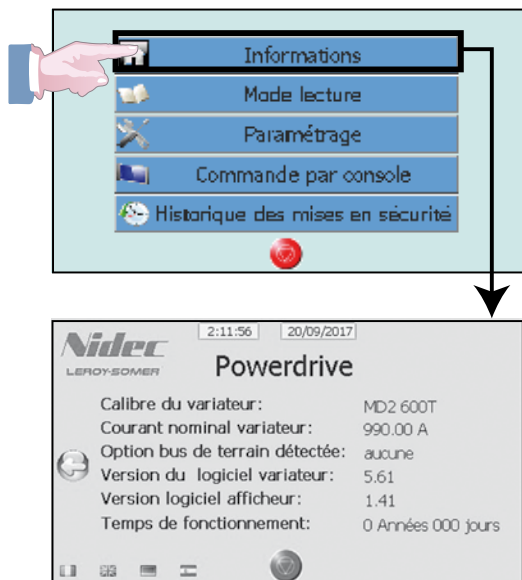 Informations
Mode lecture
Paramétrage
Commande par console
Historique des mises en sécurité
2:11:56 20/09/2017
Nidec
LEROY-SOMER
Powerdrive
Calibre du variateur: MD2 600T
Courant nominal variateur: 990.00 A
Option bus de terrain détectée: aucune
Version du logiciel variateur: 5.61
Version logiciel afficheur: 1.41
Temps de fonctionnement: 0 Années 000 jours